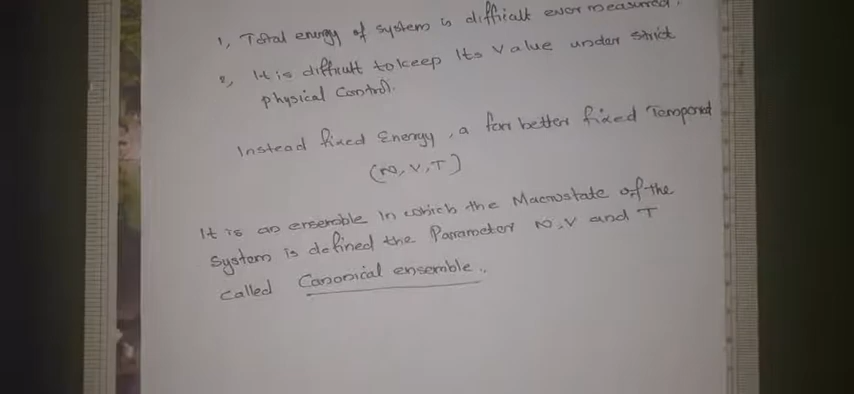 1, Total energy of system is difficult ever measured.
2, It is difficult to keep Its value under strict
physical Control.
Instead fixed Energy, a far better fixed Temperat
(N, V, T)
It is an ensemble In which the Macrostate of the
System is defined the Parameter N, V and T
called Canonical ensemble.